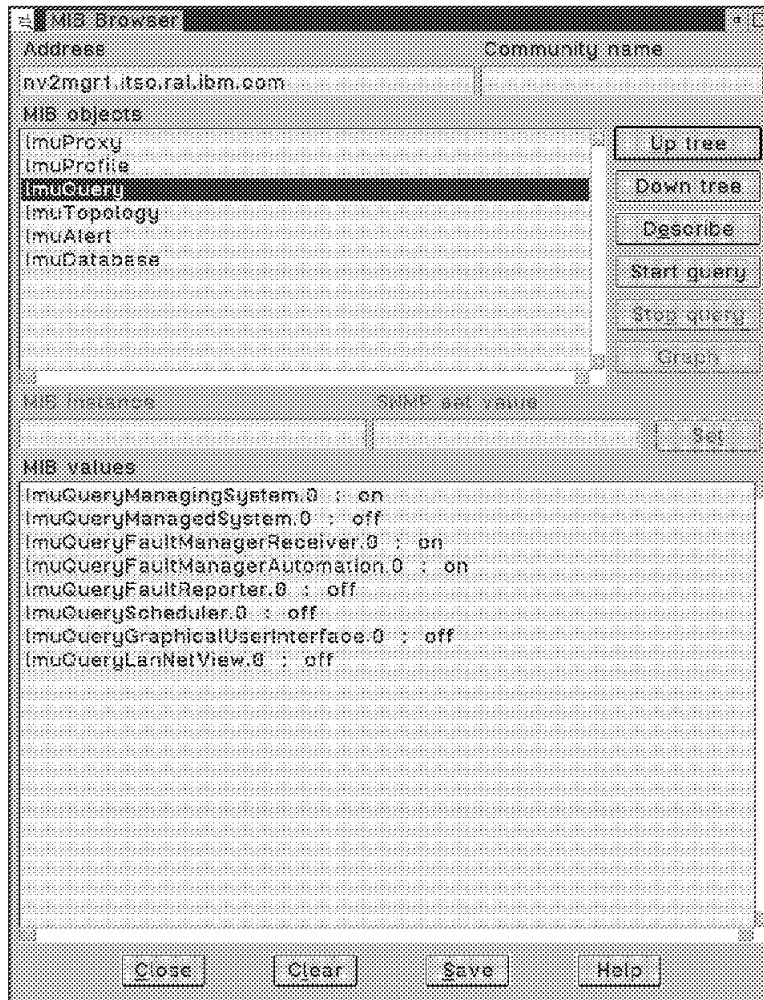 MIB Browser
Address Community name
nv2mgr1.itso.ral.ibm.com
MIB objects
lmuProxy
lmuProfile
lmuQuery
lmuTopology
lmuAlert
lmuDatabase
Up tree
Down tree
Describe
Start query
Stop query
Graph
MIB Instance SNMP set value
Set
MIB values
lmuQueryManagingSystem.0 : on
lmuQueryManagedSystem.0 : off
lmuQueryFaultManagerReceiver.0 : on
lmuQueryFaultManagerAutomation.0 : on
lmuQueryFaultReporter.0 : off
lmuQueryScheduler.0 : off
lmuQueryGraphicalUserInterface.0 : off
lmuQueryLanNetView.0 : off
Close Clear Save Help